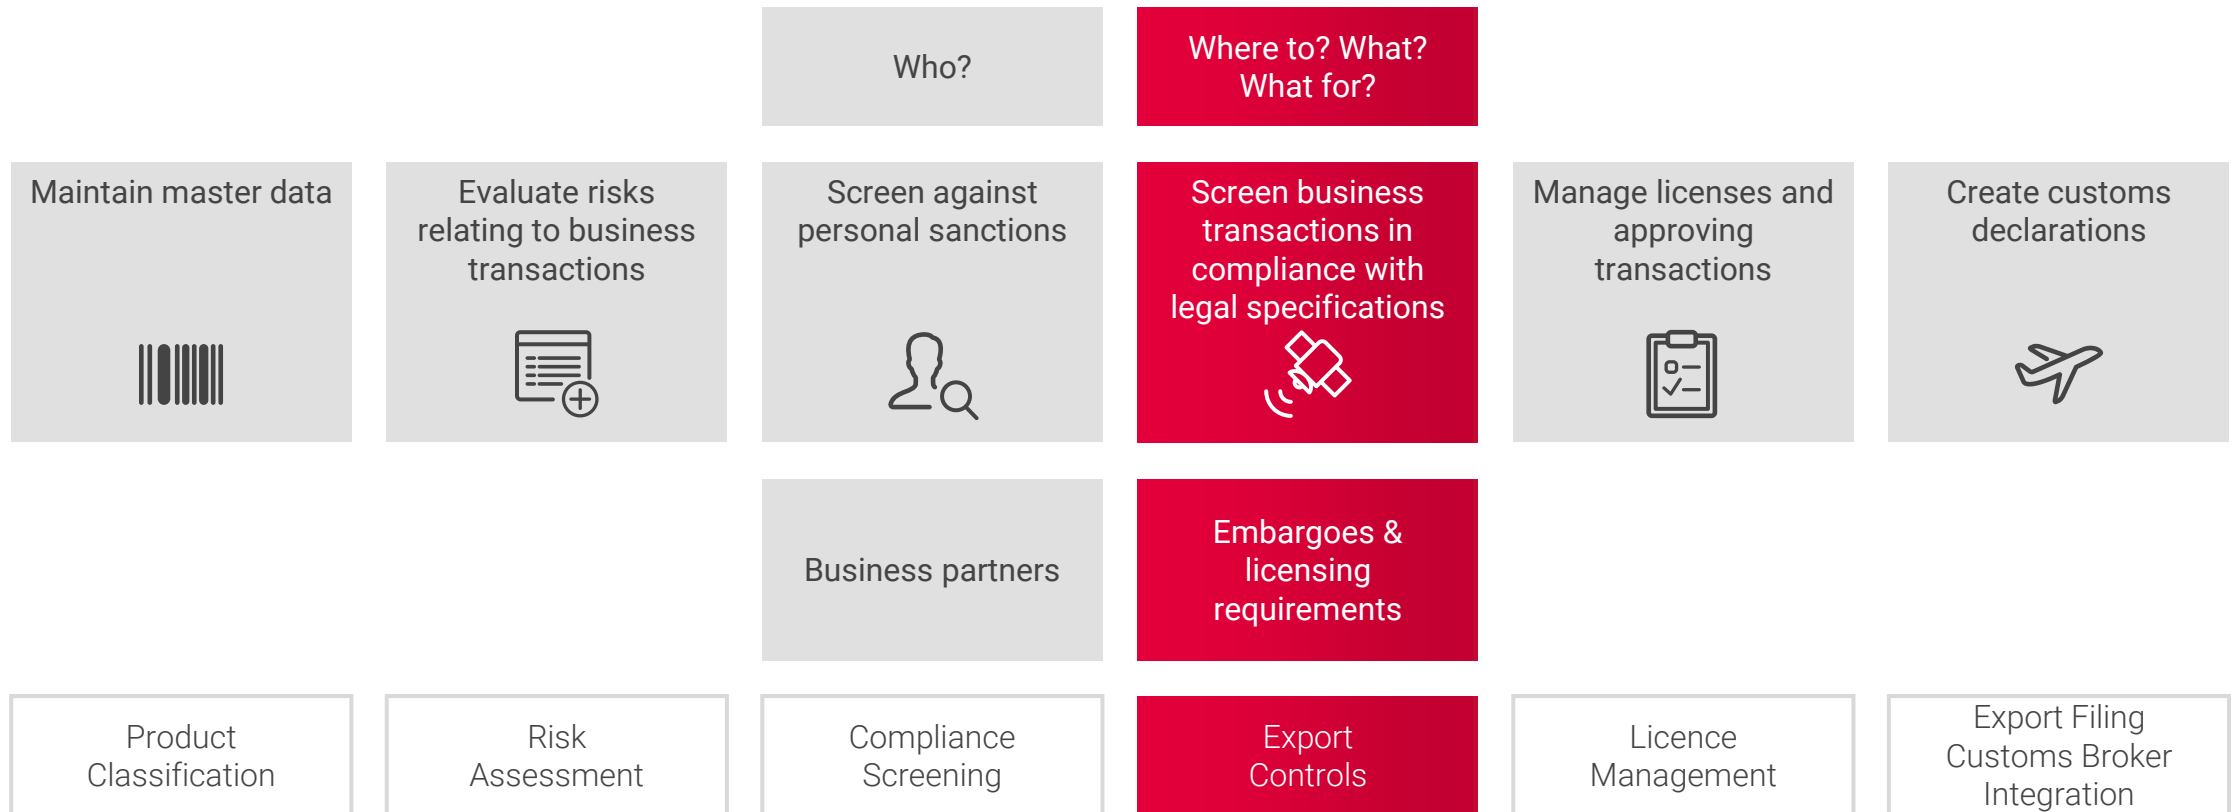 Who?
Where to? What?
What for?
Maintain master data
Evaluate risks
relating to business
transactions
Screen against
personal sanctions
Screen business
transactions in
compliance with
legal specifications
Manage licenses and
approving
transactions
Create customs
declarations
Business partners
Embargoes &
licensing
requirements
Product
Classification
Risk
Assessment
Compliance
Screening
Export
Controls
Licence
Management
Export Filing
Customs Broker
Integration